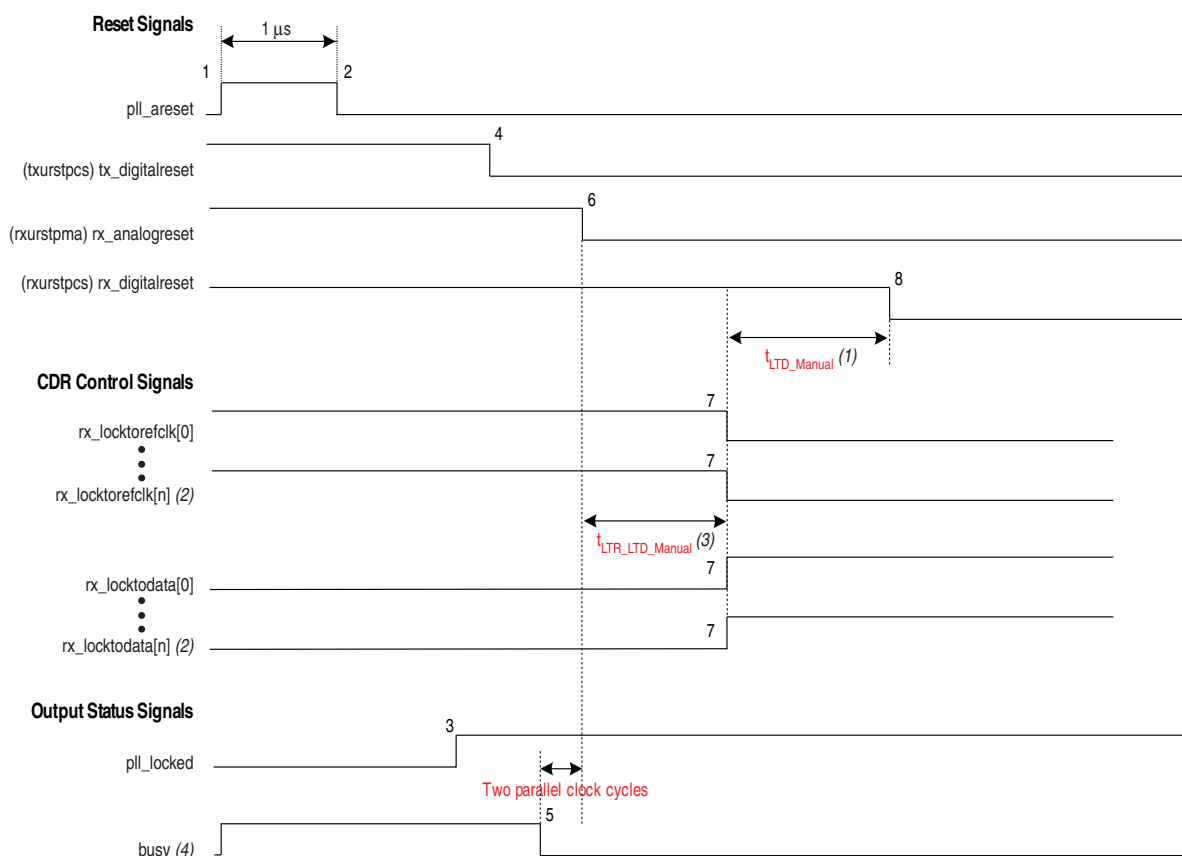 Reset Signals
1 μs
1
2
pll_areset
4
(txurstpcs) tx_digitalreset
6
(rxurstpma) rx_analogreset
(rxurstpcs) rx_digitalreset
8
tLTD_Manual (1)
CDR Control Signals
7
rx_locktorefclk[0]
7
rx_locktorefclk[n] (2)
tLTR_LTD_Manual (3)
7
rx_locktodata[0]
7
rx_locktodata[n] (2)
Output Status Signals
3
pll_locked
Two parallel clock cycles
5
busy (4)